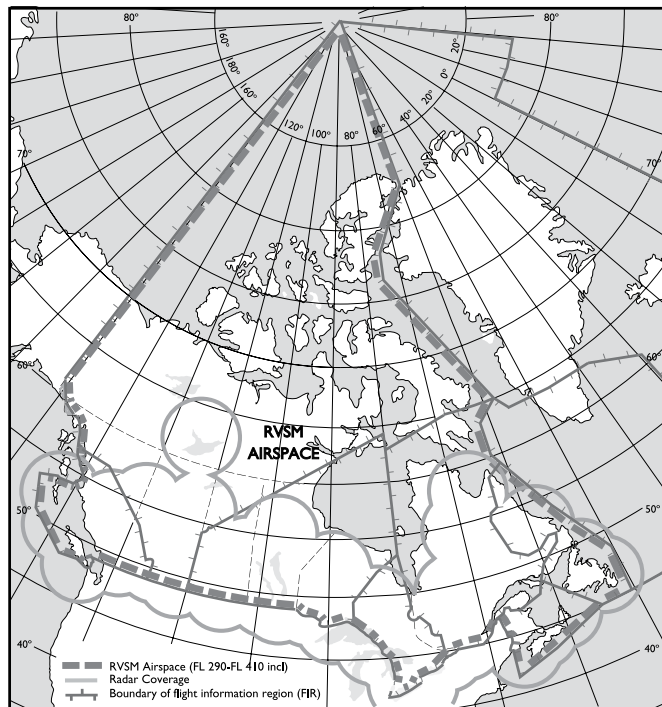 80° 80°
160° 20°
180° 0°
160° 20°
120° 100° 80° 60° 40°
70° 70°
60° 60°
RVSM
AIRSPACE
50° 50°
40° 40°
RVSM Airspace (FL 290-FL 410 incl)
Radar Coverage
Boundary of flight information region (FIR)